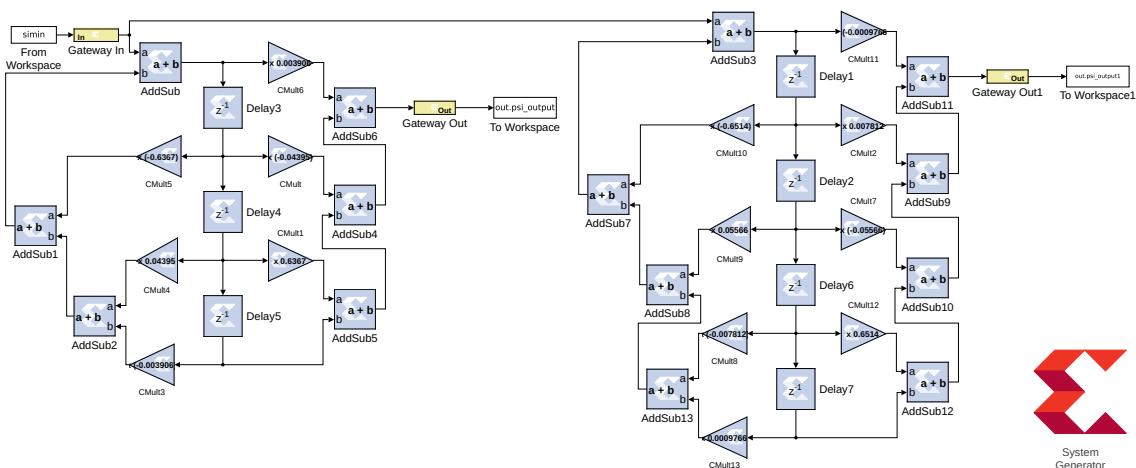 simin
From
Workspace
In
Gateway In
a
b
a + b
AddSub
x 0.003906
CMult6
z-1
Delay3
a
b
a + b
AddSub6
Out
Gateway Out
out.psi_output
To Workspace
x (-0.6367)
CMult5
x (-0.04395)
CMult
z-1
Delay4
a
b
a + b
AddSub4
a
b
a + b
AddSub1
x 0.04395
CMult4
CMult1
x 0.6367
z-1
Delay5
a
b
a + b
AddSub5
a
b
a + b
AddSub2
(-0.003906
CMult3
a
b
a + b
AddSub3
(-0.0009766
CMult11
z-1
Delay1
a
b
a + b
AddSub11
Out
Gateway Out1
out.psi_output1
To Workspace1
x (-0.6514)
CMult10
x 0.007812
CMult2
z-1
Delay2
a
b
a + b
AddSub9
a
b
a + b
AddSub7
x 0.05566
CMult9
CMult7
x (-0.05566)
z-1
Delay6
a
b
a + b
AddSub10
a
b
a + b
AddSub8
(-0.007812)
CMult8
CMult12
x 0.6514
z-1
Delay7
a
b
a + b
AddSub12
a
b
a + b
AddSub13
x 0.0009766
CMult13
System
Generator